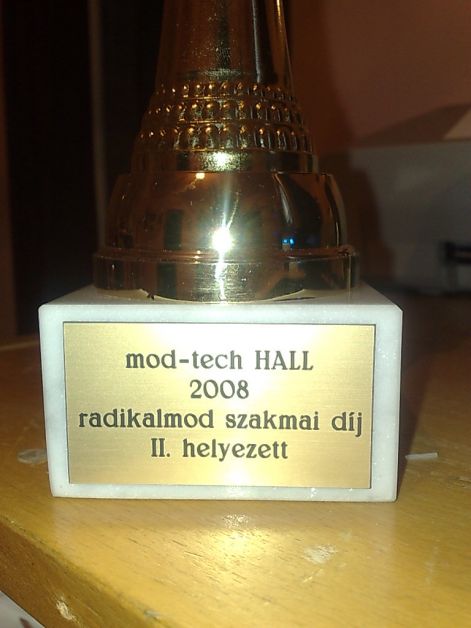 mod-tech HALL
2008
radikalmod szakmai díj
II. helyezett